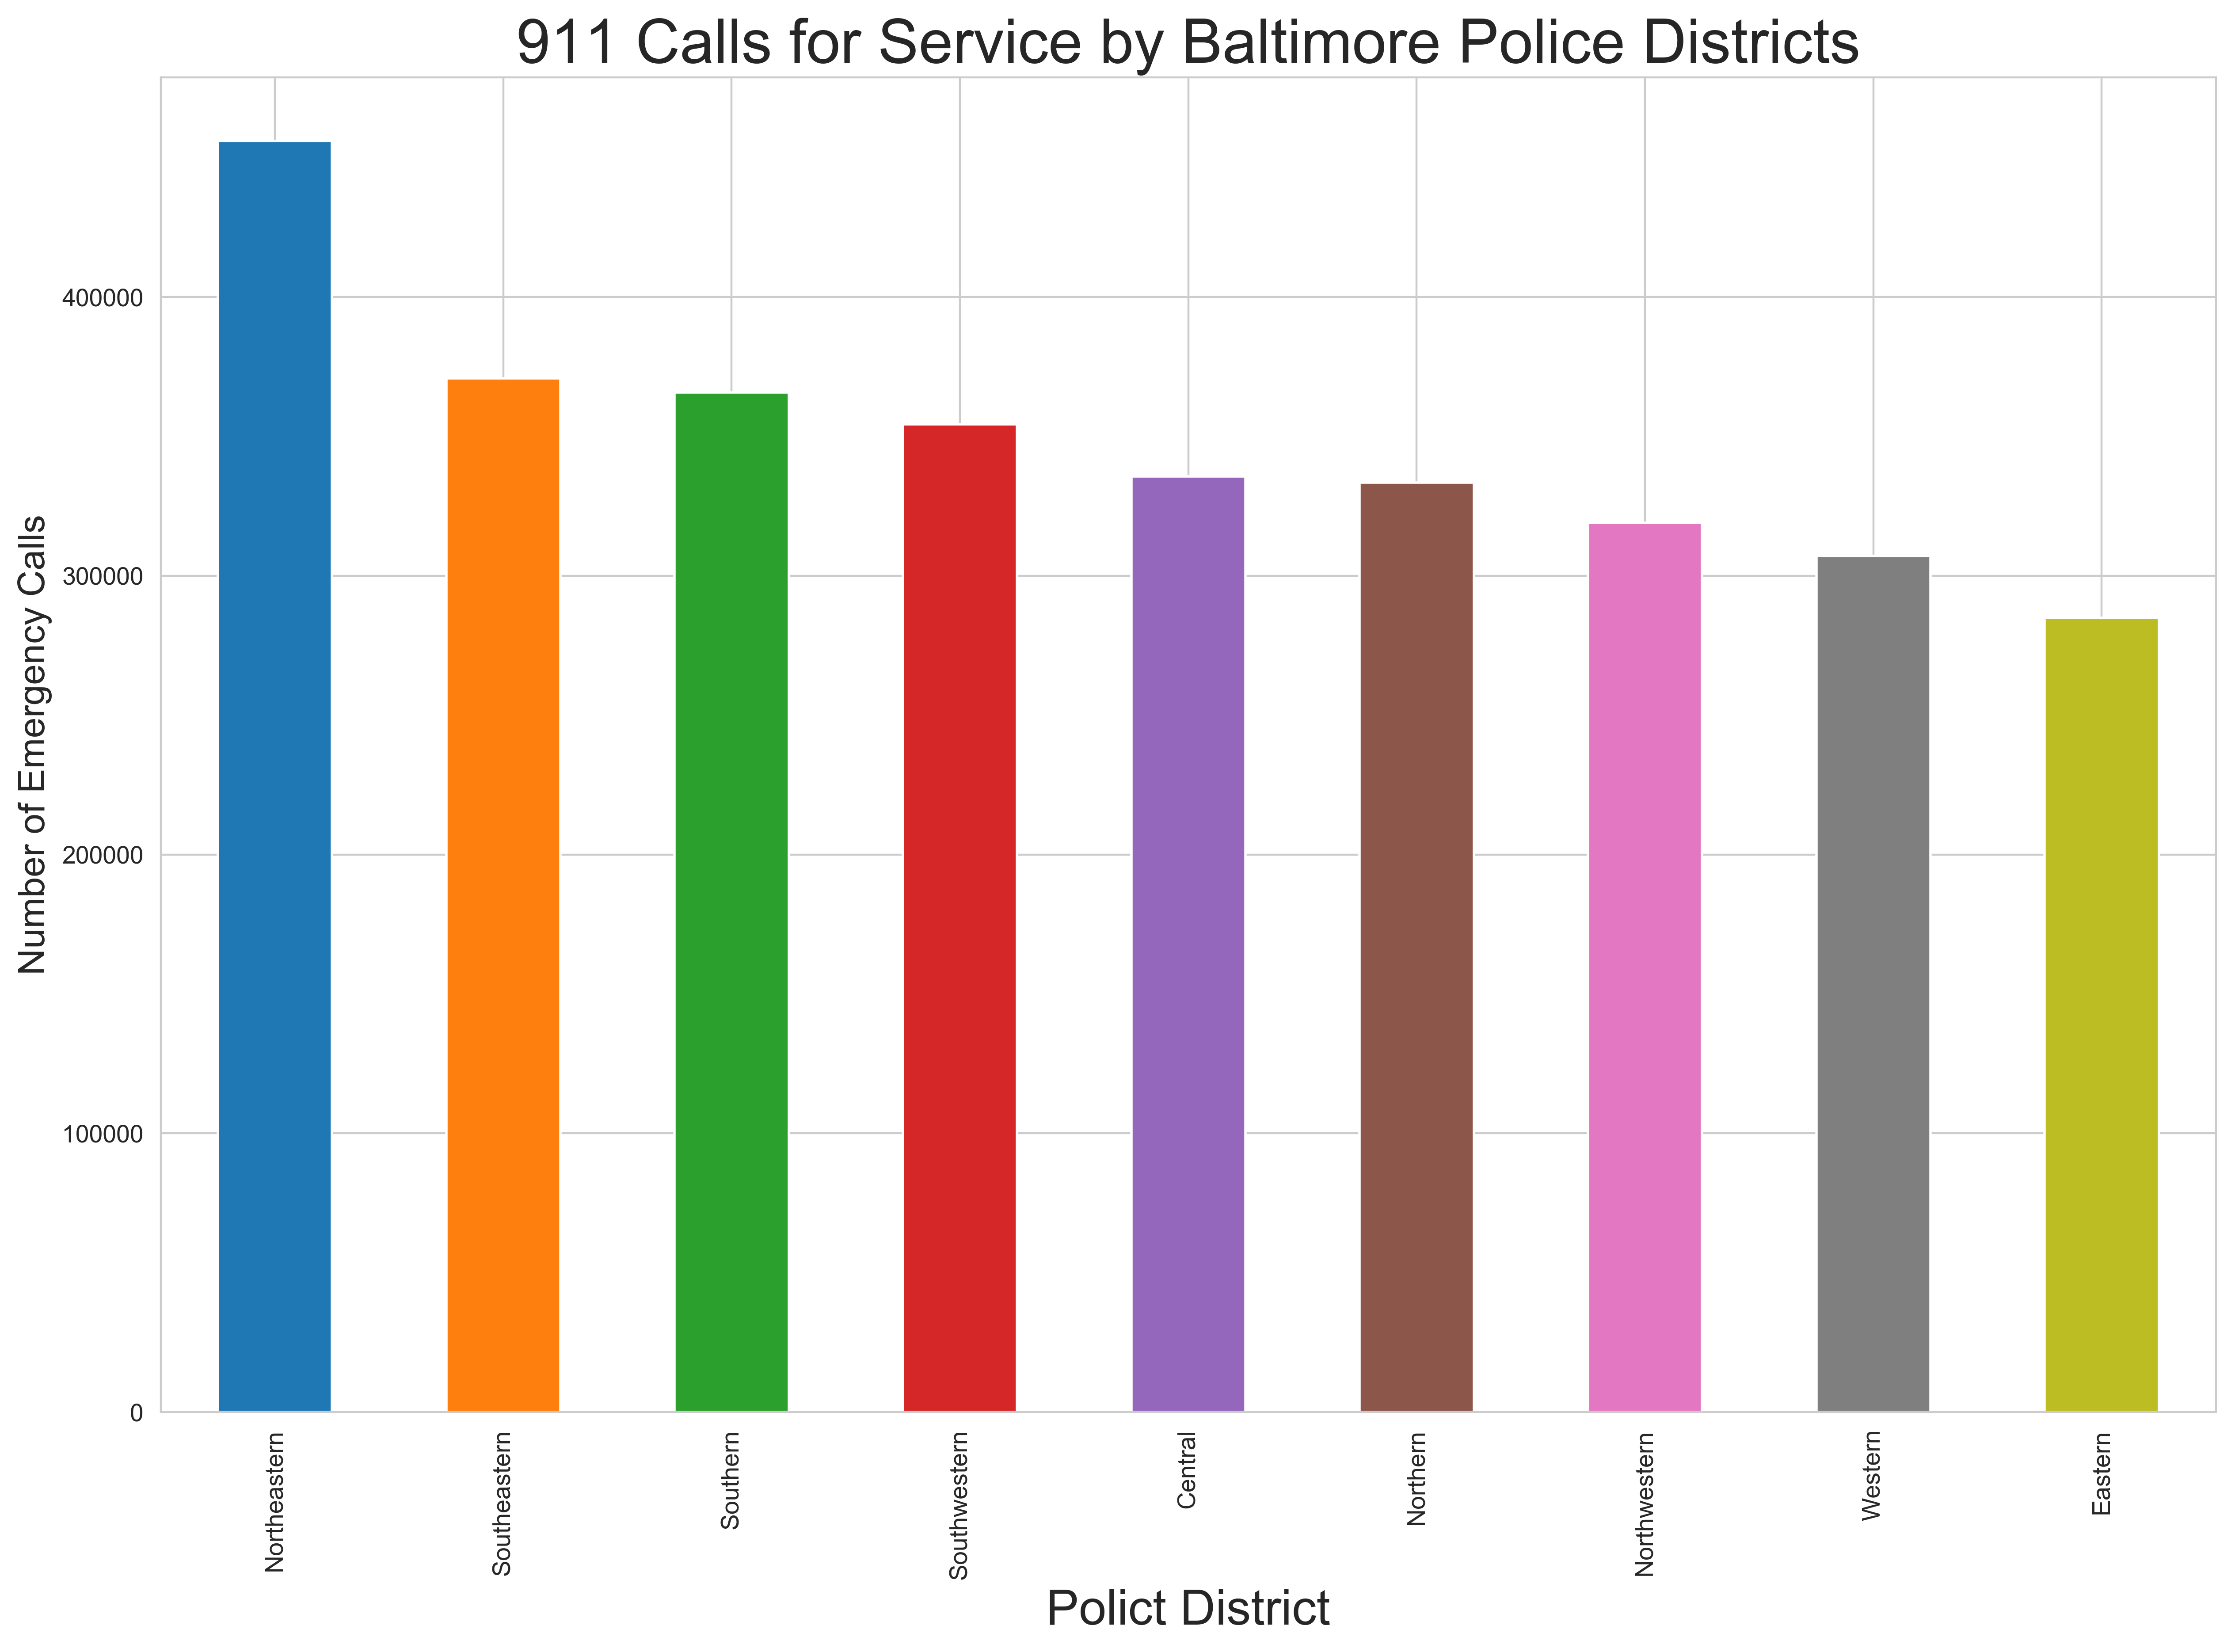 911 Calls for Service by Baltimore Police Districts
Number of Emergency Calls
400000
300000
200000
100000
0
Northeastern
Southeastern
Southern
Southwestern
Central
Northern
Northwestern
Western
Eastern
Polict District